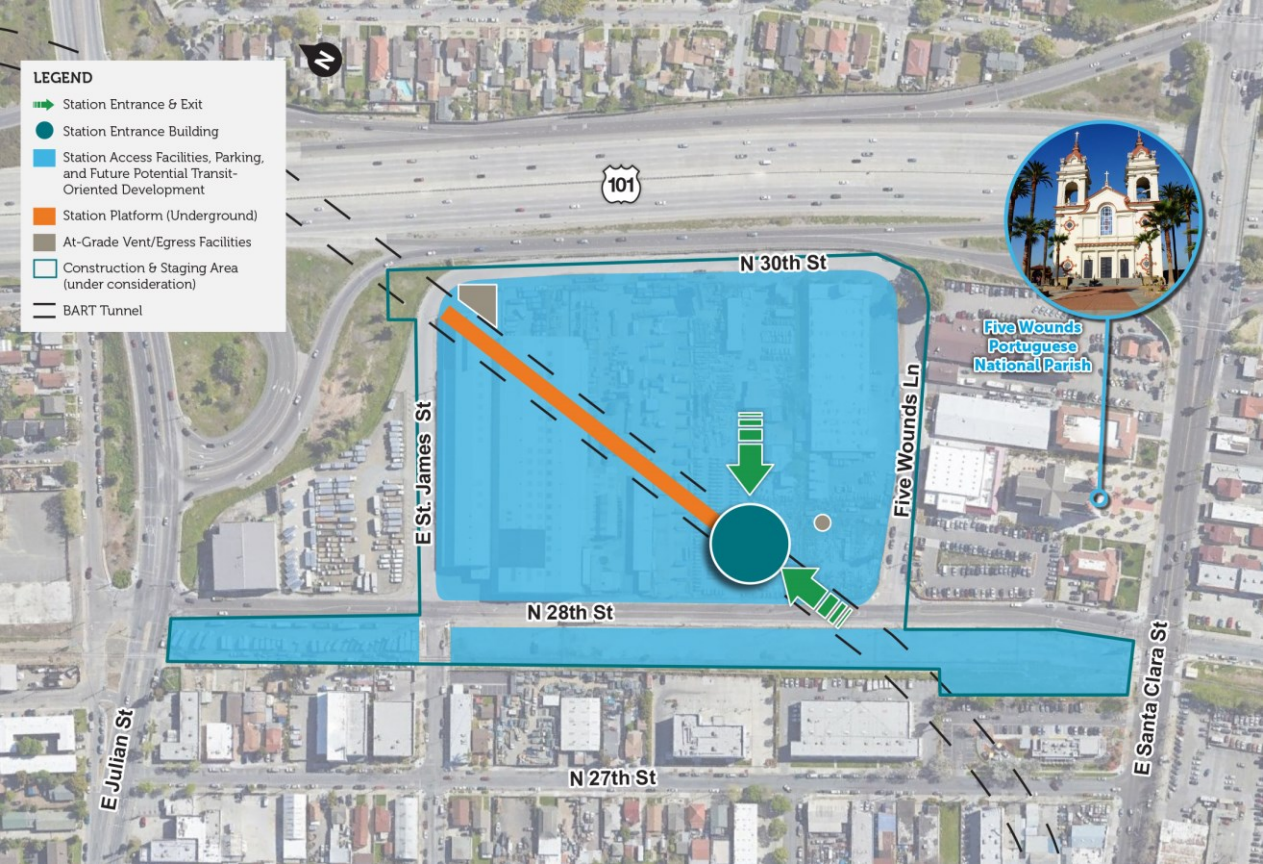 N
LEGEND
Station Entrance & Exit
Station Entrance Building
Station Access Facilities, Parking,
and Future Potential Transit-
Oriented Development
Station Platform (Underground)
At-Grade Vent/Egress Facilities
Construction & Staging Area
(under consideration)
BART Tunnel
101
N 30th St
Five Wounds
Portuguese
National Parish
E St. James St
Five Wounds Ln
N 28th St
E Santa Clara St
E Julian St
N 27th St